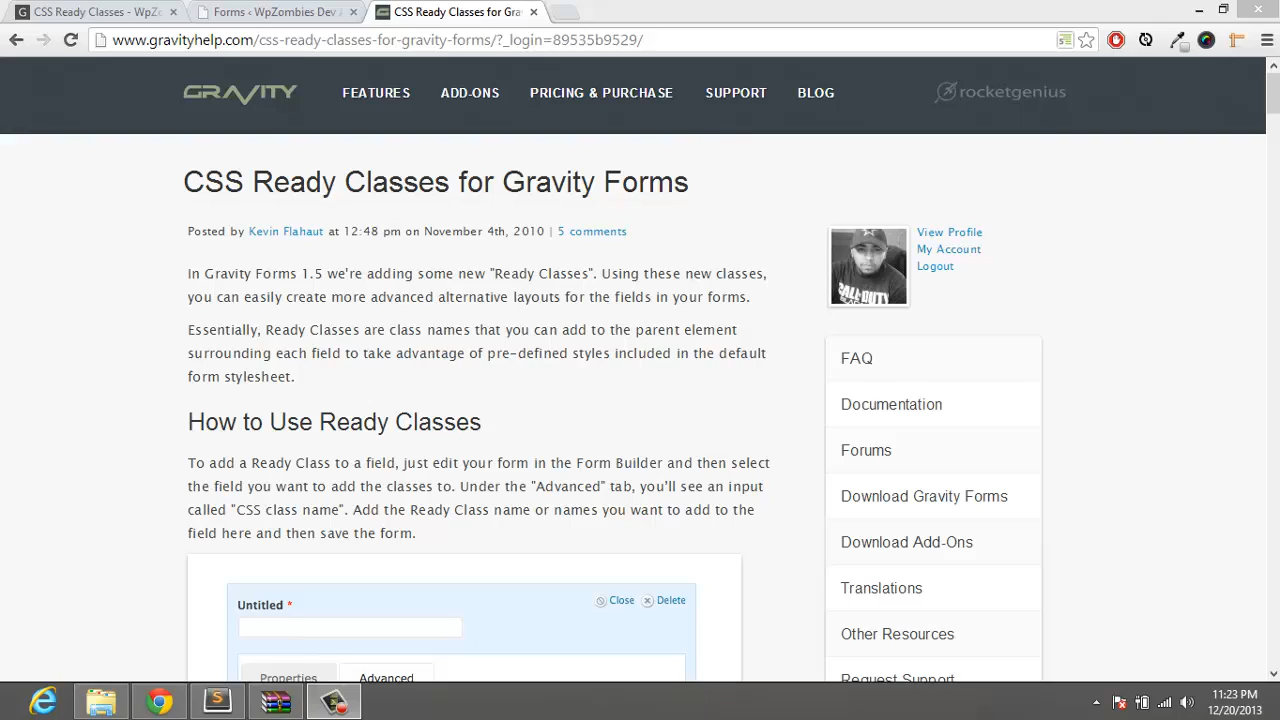 CSS Ready Classes - WpZo
Forms ‹ WpZombies Dev A
CSS Ready Classes for Gra
www.gravityhelp.com/css-ready-classes-for-gravity-forms/?_login=89535b9529/
GRAVITY
FEATURES
ADD-ONS
PRICING & PURCHASE
SUPPORT
BLOG
rocketgenius
CSS Ready Classes for Gravity Forms
Posted by Kevin Flahaut at 12:48 pm on November 4th, 2010 | 5 comments
In Gravity Forms 1.5 we're adding some new "Ready Classes". Using these new classes,
you can easily create more advanced alternative layouts for the fields in your forms.
Essentially, Ready Classes are class names that you can add to the parent element
surrounding each field to take advantage of pre-defined styles included in the default
form stylesheet.
How to Use Ready Classes
To add a Ready Class to a field, just edit your form in the Form Builder and then select
the field you want to add the classes to. Under the "Advanced" tab, you'll see an input
called "CSS class name". Add the Ready Class name or names you want to add to the
field here and then save the form.
Untitled *
Close
Delete
Properties
Advanced
View Profile
My Account
Logout
CALL OF DUTY
FAQ
Documentation
Forums
Download Gravity Forms
Download Add-Ons
Translations
Other Resources
Request Support
11:23 PM
12/20/2013